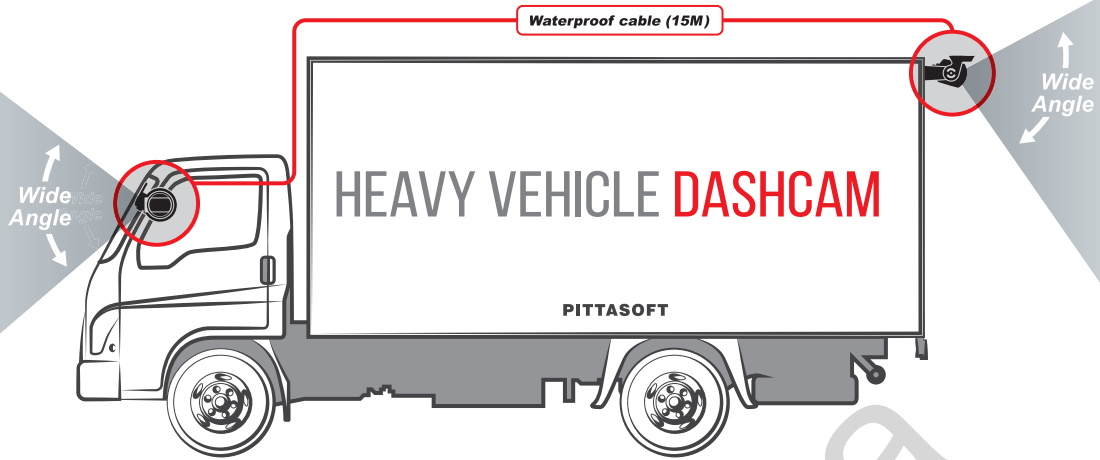 Waterproof cable (15M)
Wide
Angle
Wide
Angle
HEAVY VEHICLE DASHCAM
PITTASOFT